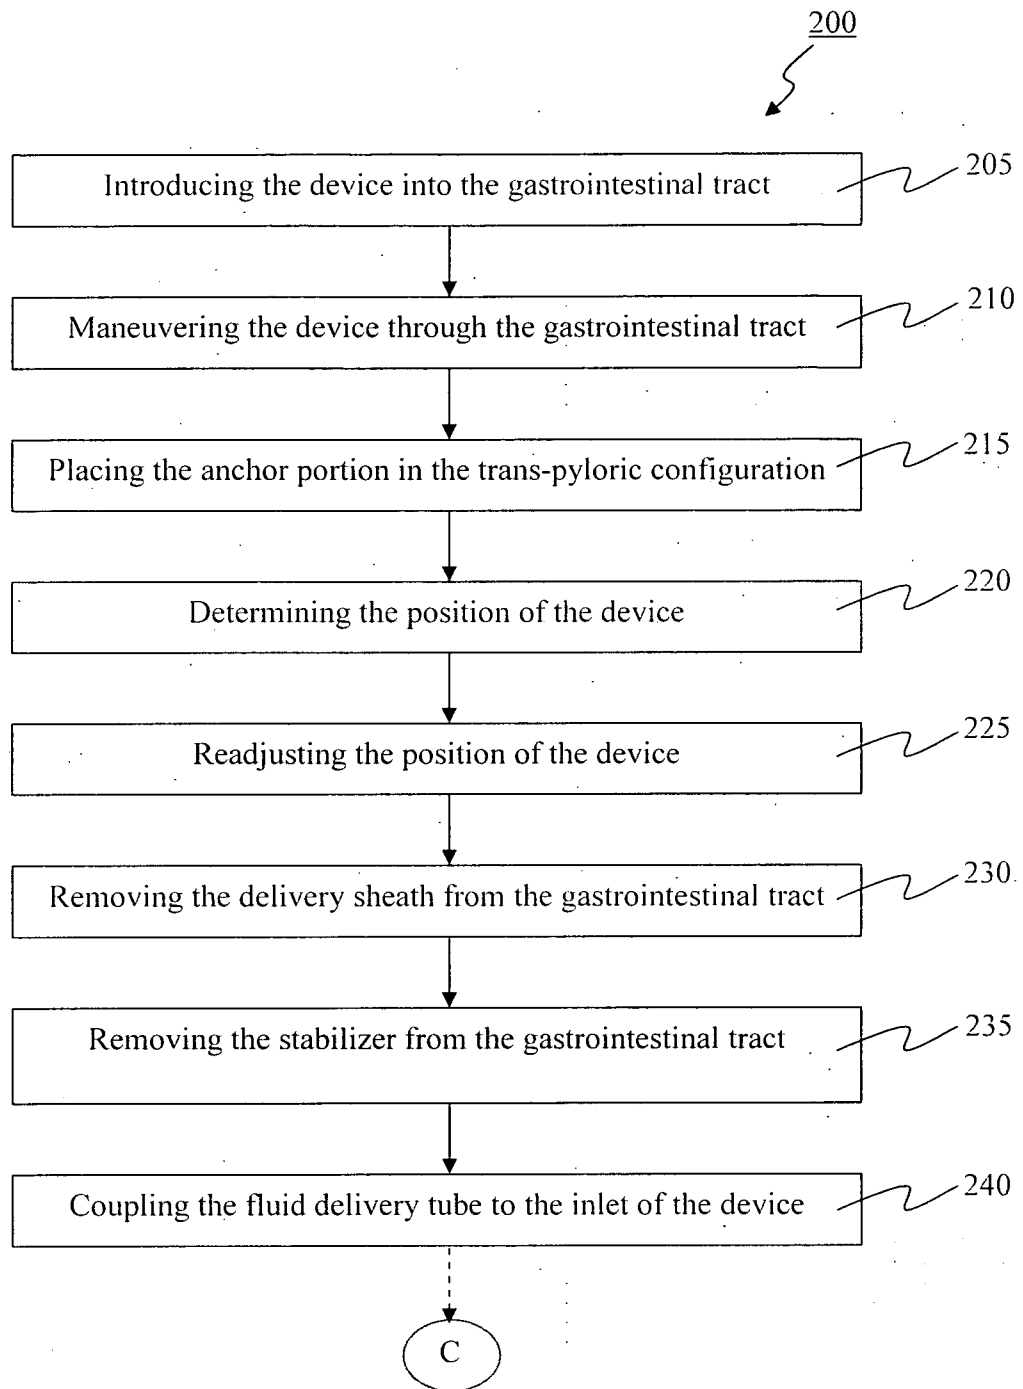 200
Introducing the device into the gastrointestinal tract
205
Maneuvering the device through the gastrointestinal tract
210
Placing the anchor portion in the trans-pyloric configuration
215
Determining the position of the device
220
Readjusting the position of the device
225
Removing the delivery sheath from the gastrointestinal tract
230
Removing the stabilizer from the gastrointestinal tract
235
Coupling the fluid delivery tube to the inlet of the device
240
C